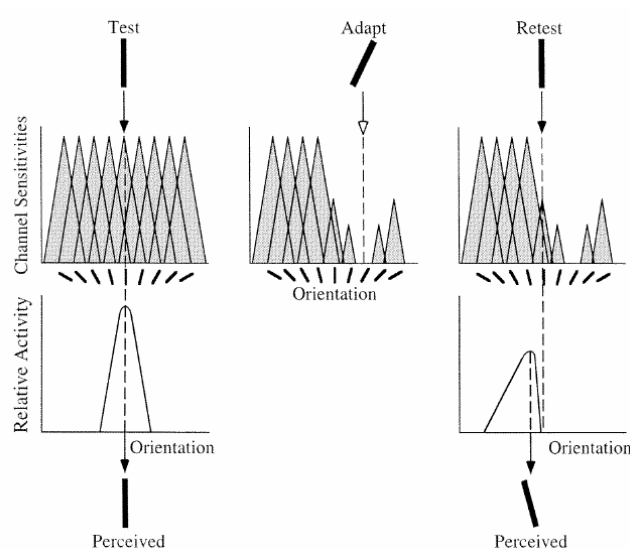 Test
Adapt
Retest
Channel Sensitivities
Orientation
Relative Activity
Orientation
Orientation
Perceived
Perceived